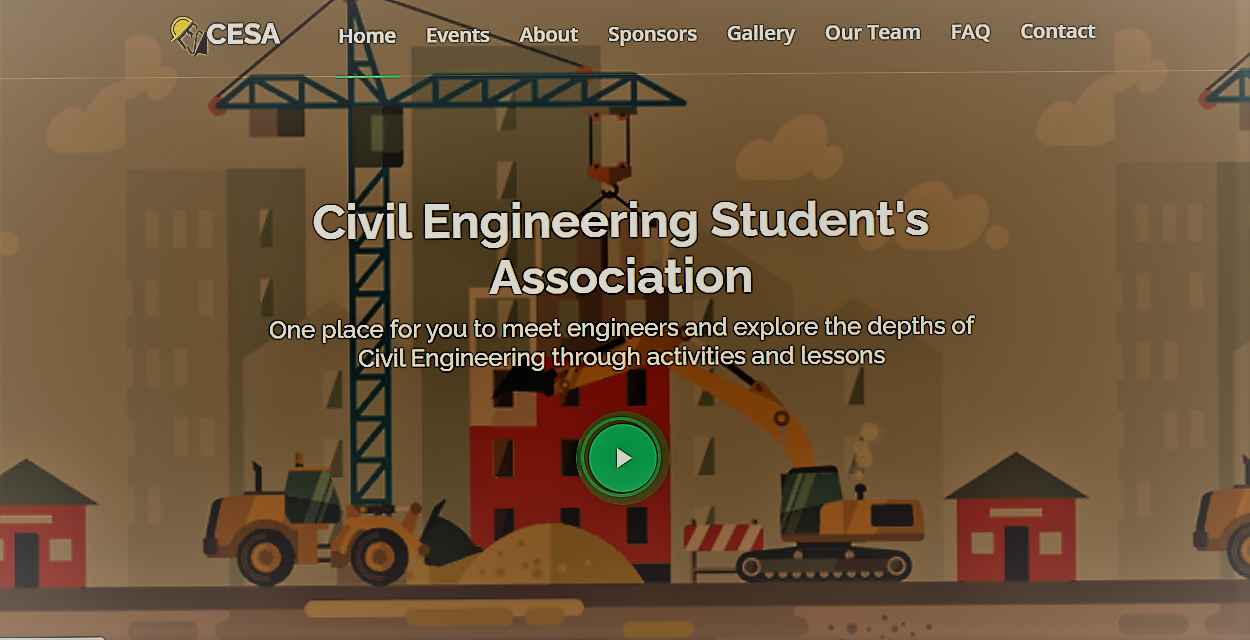 CESA
Home Events About Sponsors Gallery Our Team FAQ Contact
Civil Engineering Student's
Association
One place for you to meet engineers and explore the depths of
Civil Engineering through activities and lessons